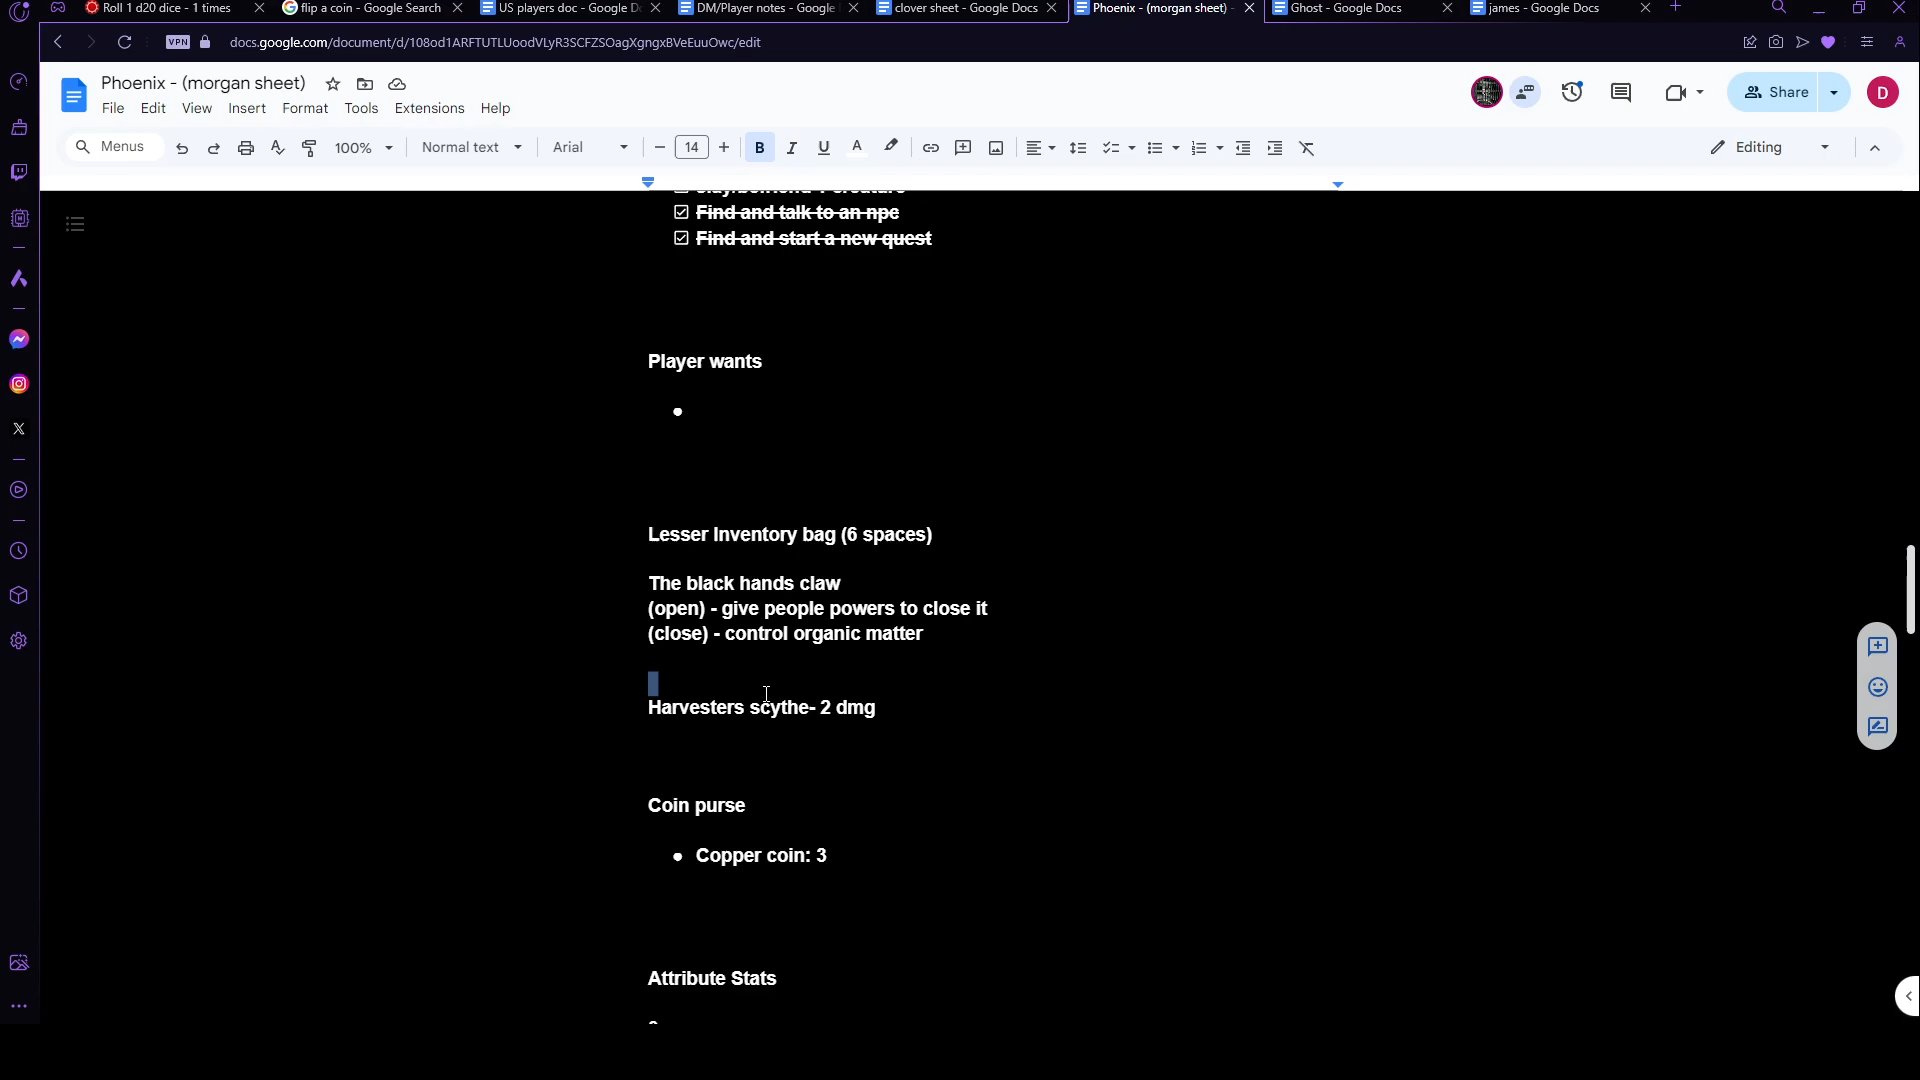 Roll 1 d20 dice - 1 times
flip a coin - Google Search
US players doc - Google D
DM/Player notes - Google
clover sheet - Google Docs
Phoenix - (morgan sheet) -
Ghost - Google Docs
james - Google Docs
VPN
docs.google.com/document/d/108od1ARFTUTLUoodVLyR3SCFZSOagXgngxBVeEuuOwc/edit
Phoenix - (morgan sheet)
File Edit View Insert Format Tools Extensions Help
Share
D
Menus
100%
Normal text
Arial
14
B I U A
Editing
Find and talk to an npc
Find and start a new quest
Player wants
Lesser Inventory bag (6 spaces)
The black hands claw
(open) - give people powers to close it
(close) - control organic matter
Harvesters scythe- 2 dmg
Coin purse
Copper coin: 3
Attribute Stats